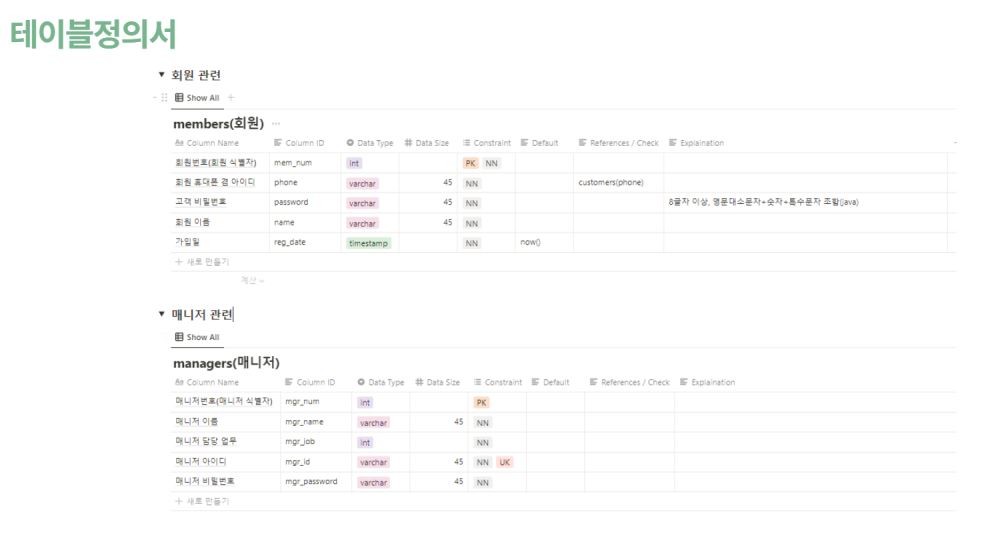 테이블정의서
회원 관련
Show All
members(회원)
Column Name Column ID Data Type Data Size Constraint Default References / Check Explaination
회원번호(회원 식별자) mem_num int PK NN
회원 휴대폰 겸 아이디 phone varchar 45 NN customers(phone)
고객 비밀번호 password varchar 45 NN 8글자 이상, 영문대소문자+숫자+특수문자 조합(java)
회원 이름 name varchar 45 NN
가입일 reg_date timestamp NN now()
+ 새로 만들기
계산
매니저 관련
Show All
managers(매니저)
Column Name Column ID Data Type Data Size Constraint Default References / Check Explaination
매니저번호(매니저 식별자) mgr_num int PK
매니저 이름 mgr_name varchar 45 NN
매니저 담당 업무 mgr_job int NN
매니저 아이디 mgr_id varchar 45 NN UK
매니저 비밀번호 mgr_password varchar 45 NN
+ 새로 만들기